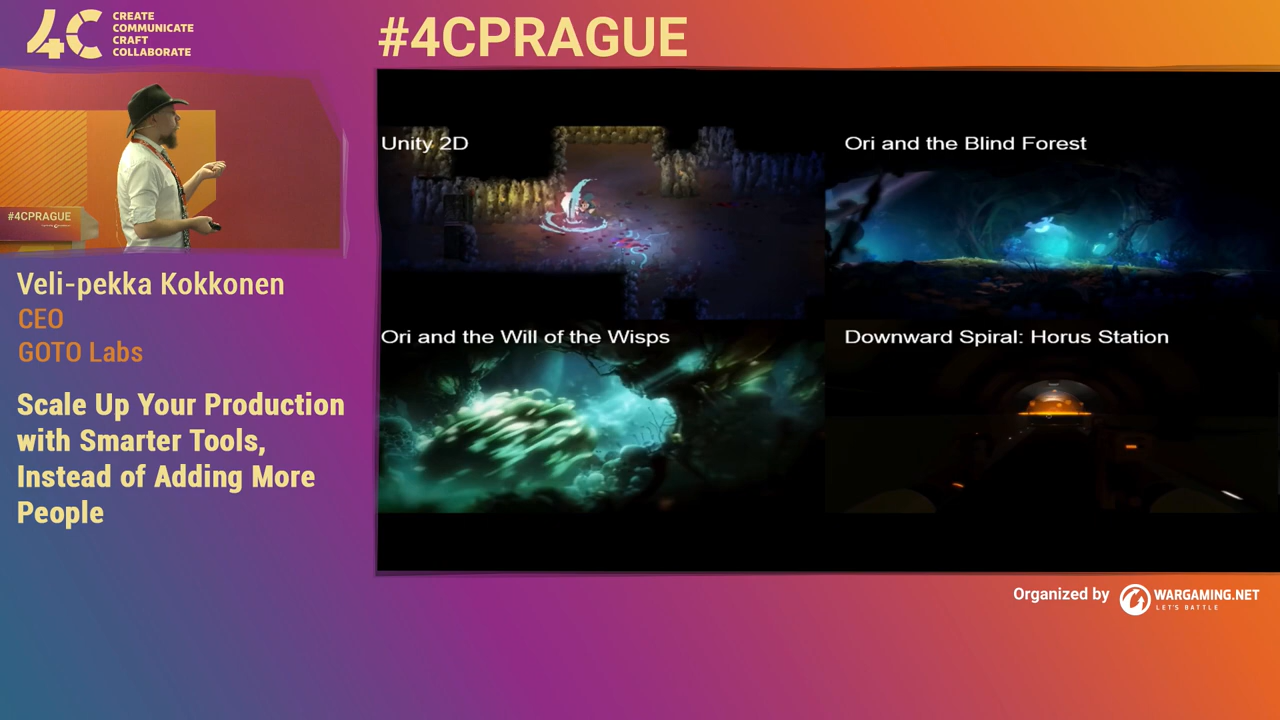 4C
CREATE
COMMUNICATE
CRAFT
COLLABORATE
#4CPRAGUE
#4CPRAGUE
Veli-pekka Kokkonen
CEO
GOTO Labs
Scale Up Your Production
with Smarter Tools,
Instead of Adding More
People
Unity 2D
Ori and the Blind Forest
Ori and the Will of the Wisps
Downward Spiral: Horus Station
Organized by
WARGAMING.NET
LET'S BATTLE